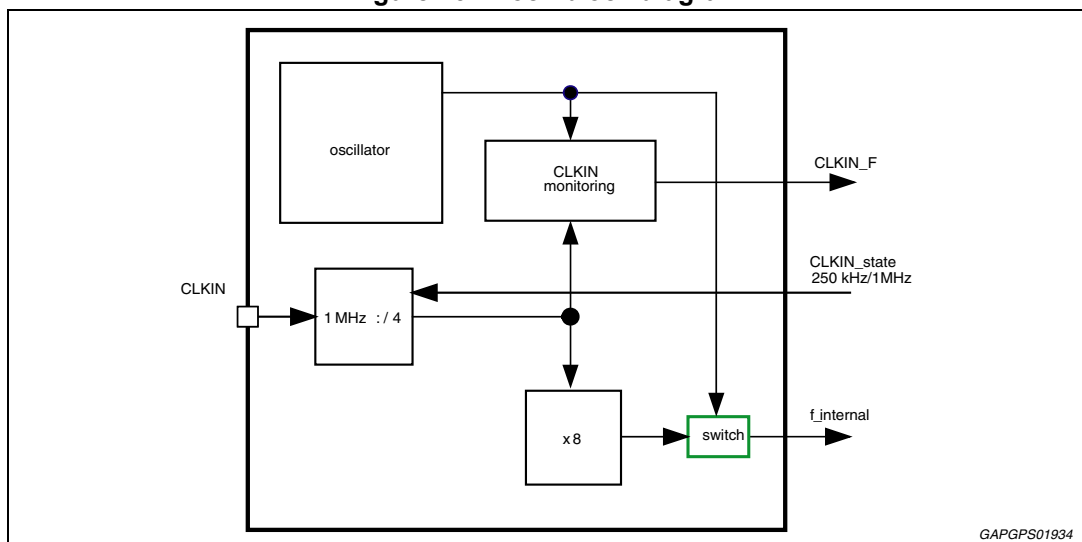 oscillator
CLKIN
monitoring
CLKIN_F
CLKIN_state
250 kHz/1MHz
CLKIN
1 MHz : / 4
x 8
switch
f_internal
GAPGPS01934